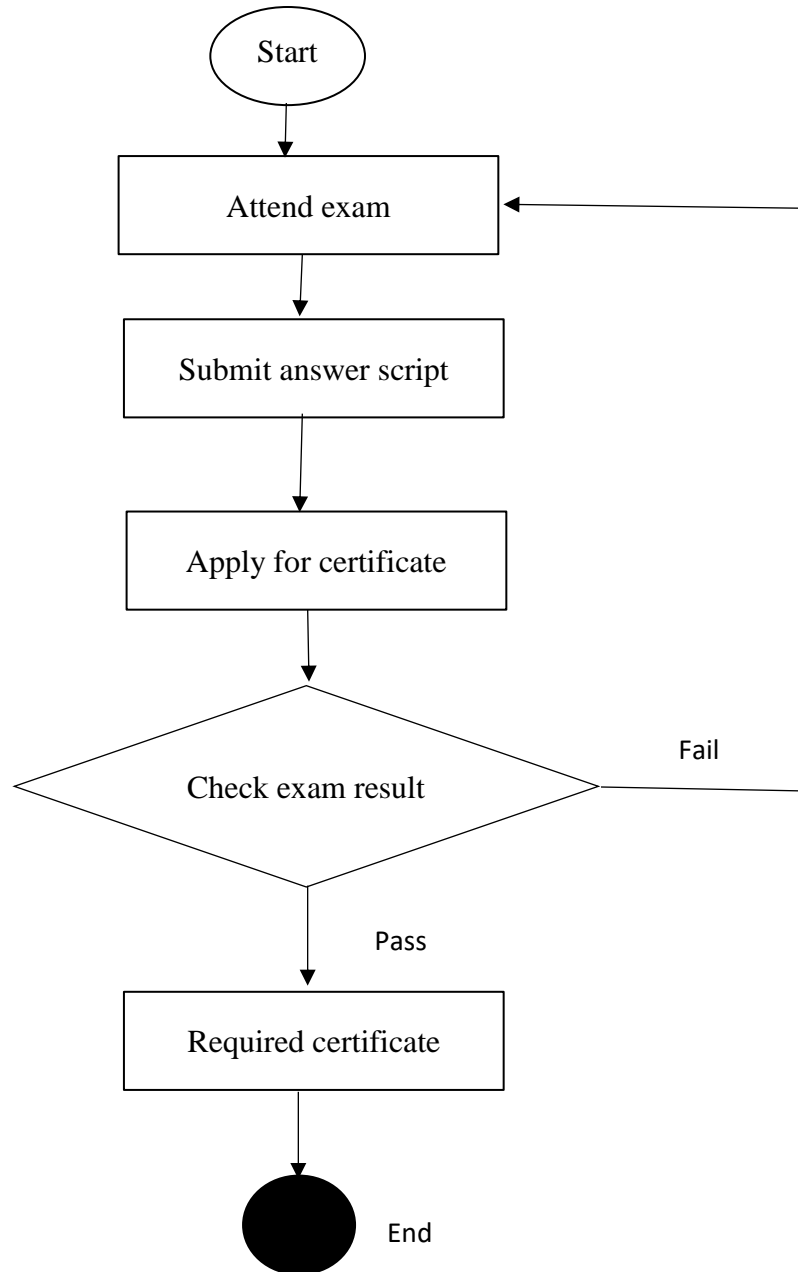 Start
Attend exam
Submit answer script
Apply for certificate
Fail
Check exam result
Pass
Required certificate
End